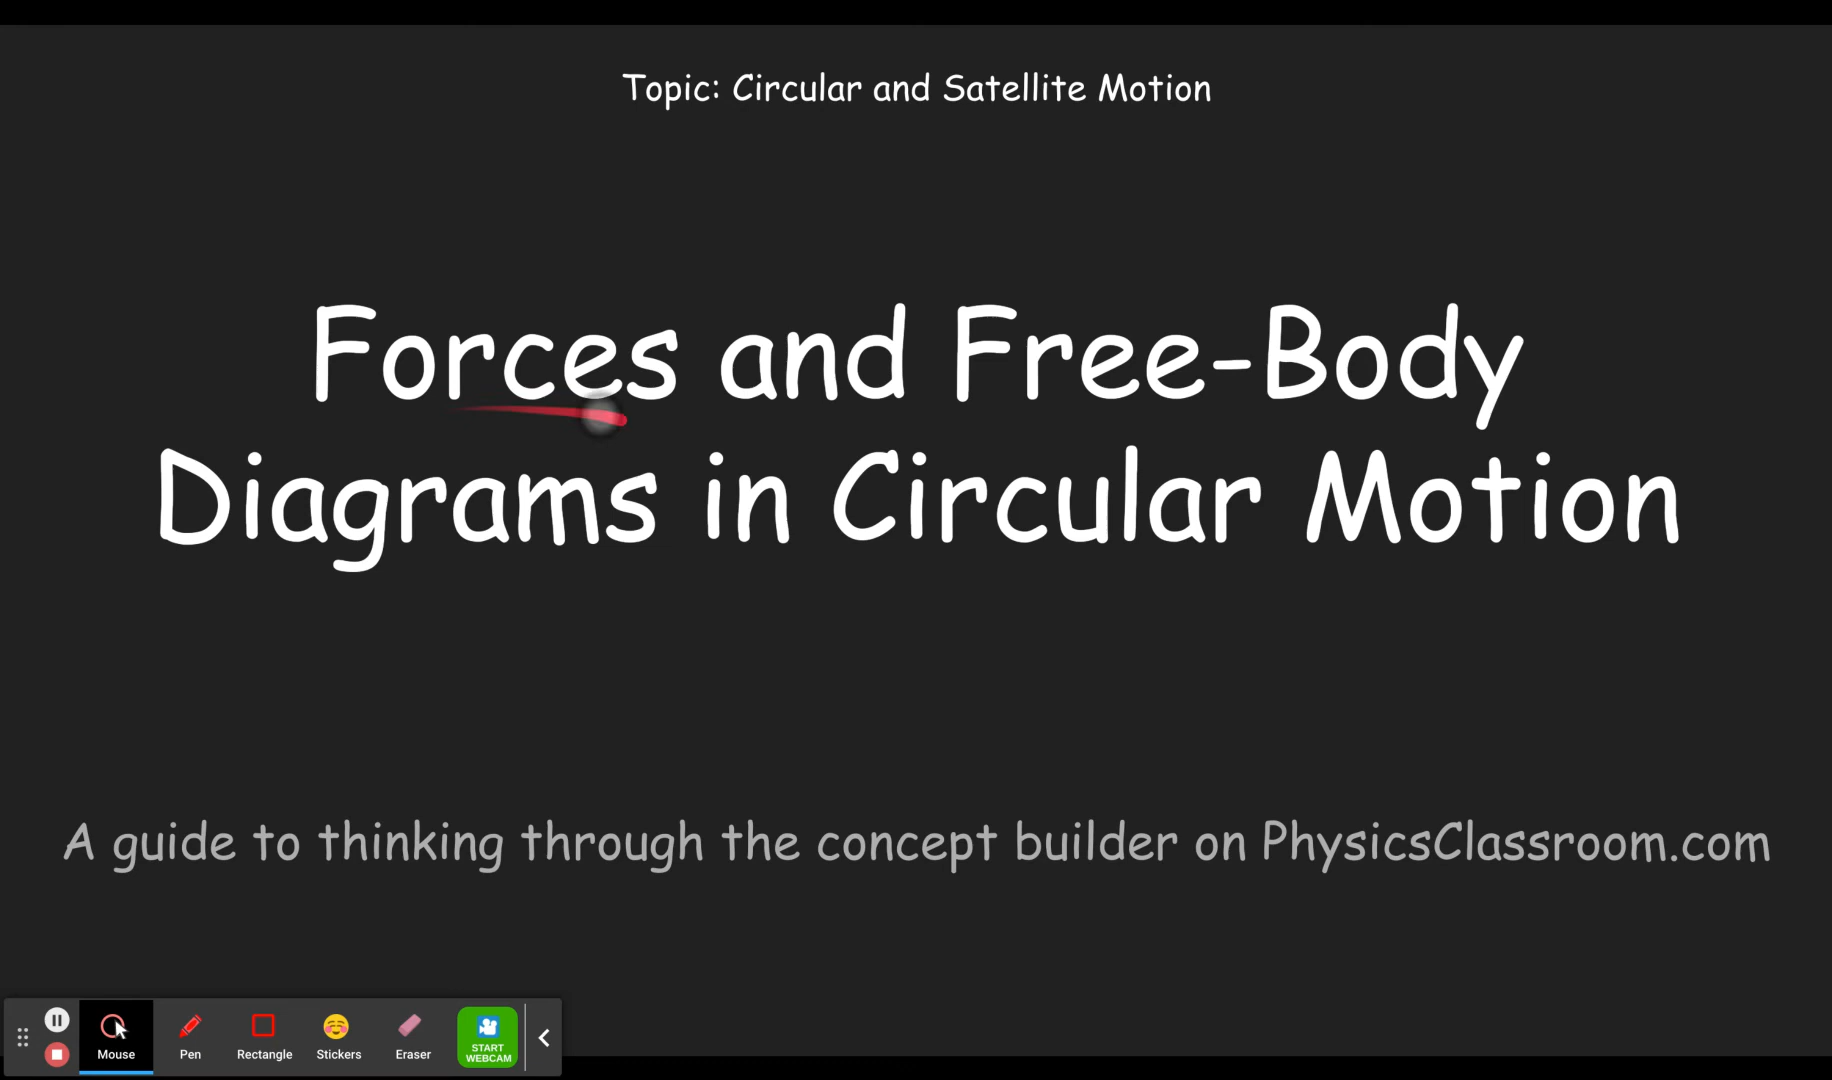 Topic: Circular and Satellite Motion
Forces and Free-Body
Diagrams in Circular Motion
A guide to thinking through the concept builder on PhysicsClassroom.com
Mouse
Pen
Rectangle
Stickers
Eraser
START
WEBCAM